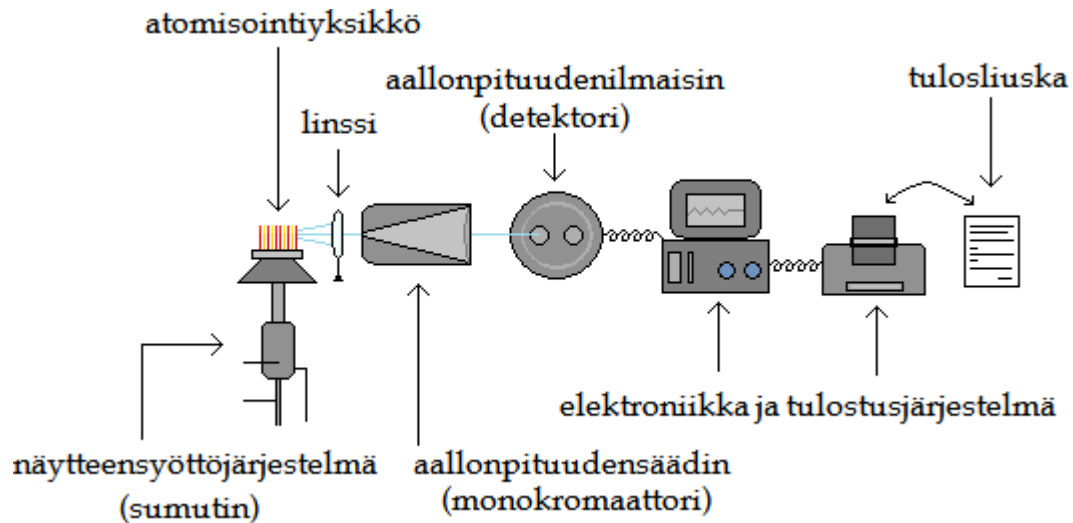 atomisointiyksikkö
aallonpituudenilmaisin
(detektori)
tulosliuska
linssi
elektroniikka ja tulostusjärjestelmä
näytteensyöttöjärjestelmä
(sumutin)
aallonpituudensäädin
(monokromaattori)